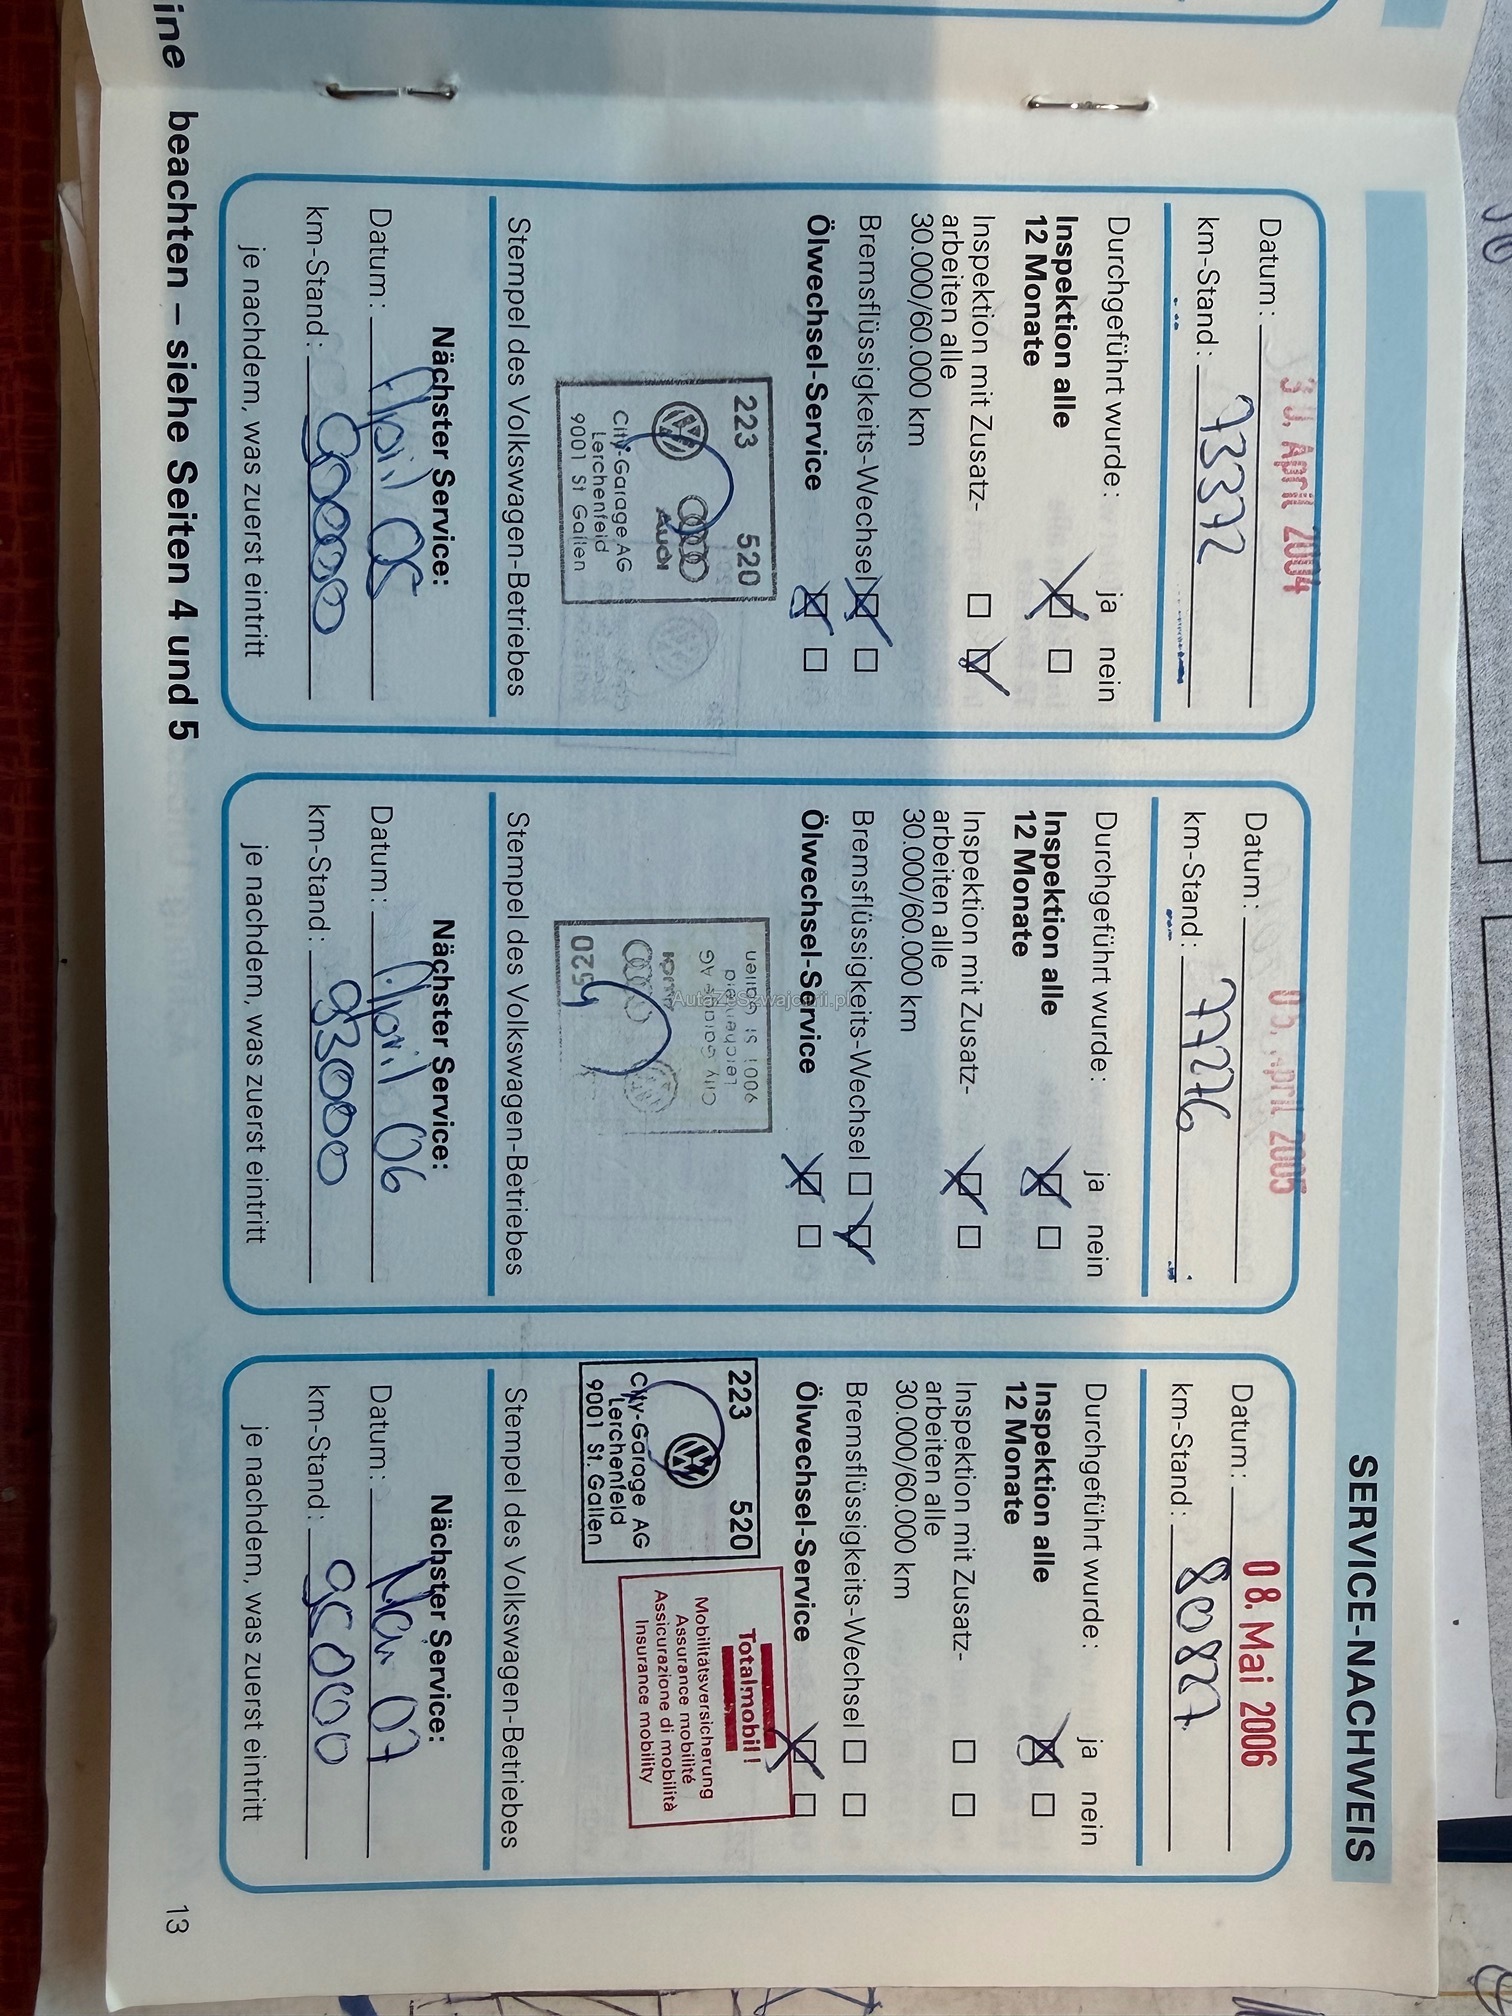 SERVICE-NACHWEIS
Datum: 30. April 2004
km-Stand: 73372
Durchgeführt wurde: ja nein
Inspektion alle
12 Monate
Inspektion mit Zusatz-
arbeiten alle
30.000/60.000 km
Bremsflüssigkeits-Wechsel
Ölwechsel-Service
223 520
Audi
City-Garage AG
Lerchenfeld
9001 St Gallen
Stempel des Volkswagen-Betriebes
Nächster Service:
Datum: April 05
km-Stand:
je nachdem, was zuerst eintritt
Datum: 05. April 2005
km-Stand: 77276
Durchgeführt wurde: ja nein
Inspektion alle
12 Monate
Inspektion mit Zusatz-
arbeiten alle
30.000/60.000 km
Bremsflüssigkeits-Wechsel
Ölwechsel-Service
9001 St Gallen
Lerchenfeld
City Garage AG
Audi
520
AutaZeSzwajcarii.pl
Stempel des Volkswagen-Betriebes
Nächster Service:
Datum: April 06
km-Stand: 93000
je nachdem, was zuerst eintritt
Datum: 08. Mai 2006
km-Stand: 80827
Durchgeführt wurde: ja nein
Inspektion alle
12 Monate
Inspektion mit Zusatz-
arbeiten alle
30.000/60.000 km
Bremsflüssigkeits-Wechsel
Ölwechsel-Service
223 520
City-Garage AG
Lerchenfeld
9001 St. Gallen
Totalmobil!
Mobilitätsversicherung
Assurance mobilité
Assicurazione di mobilità
Insurance mobility
Stempel des Volkswagen-Betriebes
Nächster Service:
Datum: Mai 07
km-Stand:
je nachdem, was zuerst eintritt
ine beachten – siehe Seiten 4 und 5
13